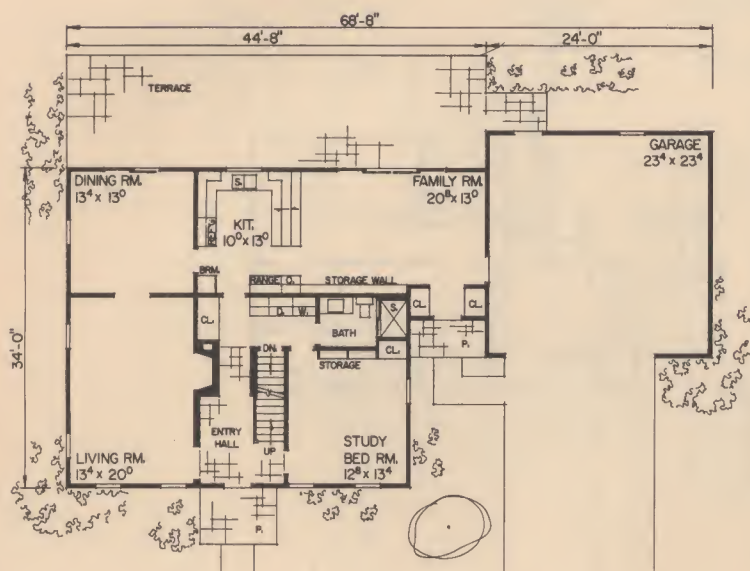 68'-8"
44'-8"
24'-0"
TERRACE
DINING RM.
13⁴ x 13⁰
S.
REF'G.
KIT.
10⁰ x 13⁰
FAMILY RM.
20⁸ x 13⁰
GARAGE
23⁴ x 23⁴
BRM.
RANGE O.
STORAGE WALL
CL.
D. W.
BATH
S.
CL.
CL.
CL.
P.
DN.
STORAGE
34'-0"
ENTRY
HALL
UP
LIVING RM.
13⁴ x 20⁰
STUDY
BED RM.
12⁸ x 13⁴
P.